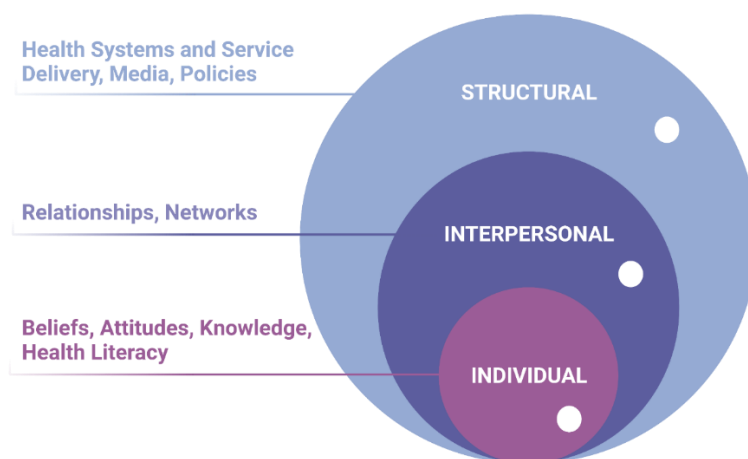 Health Systems and Service
Delivery, Media, Policies
STRUCTURAL
Relationships, Networks
INTERPERSONAL
Beliefs, Attitudes, Knowledge,
Health Literacy
INDIVIDUAL